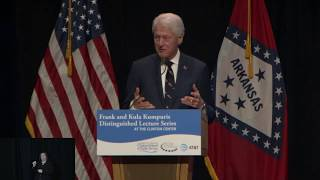 ARKANSAS
Frank and Kula Kumpuris
Distinguished Lecture Series
AT THE CLINTON CENTER
AT&T